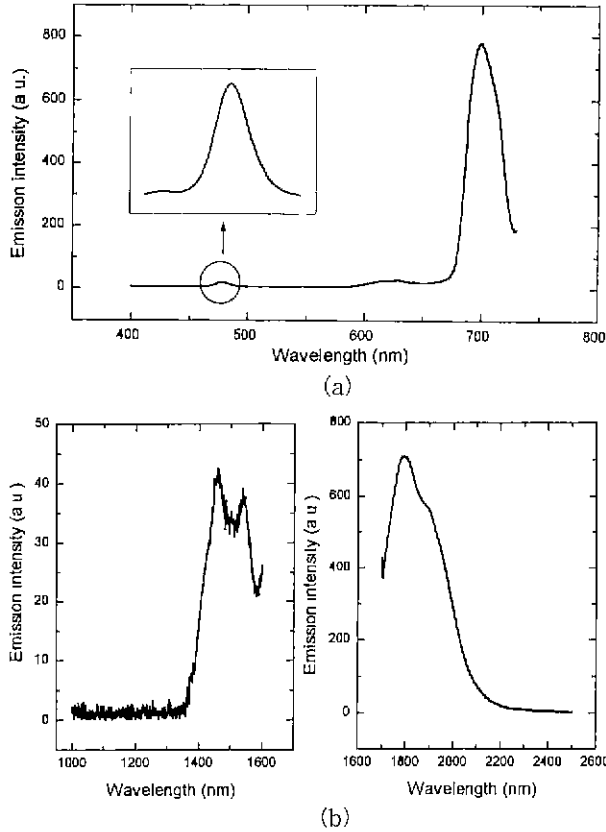 800
600
400
200
0
Emission intensity (a u.)
400 500 600 700 800
Wavelength (nm)
(a)
50
40
30
20
10
0
Emission intensity (a u)
1000 1200 1400 1600
Wavelength (nm)
800
600
400
200
0
Emission intensity (a u)
1600 1800 2000 2200 2400 2600
Wavelength (nm)
(b)